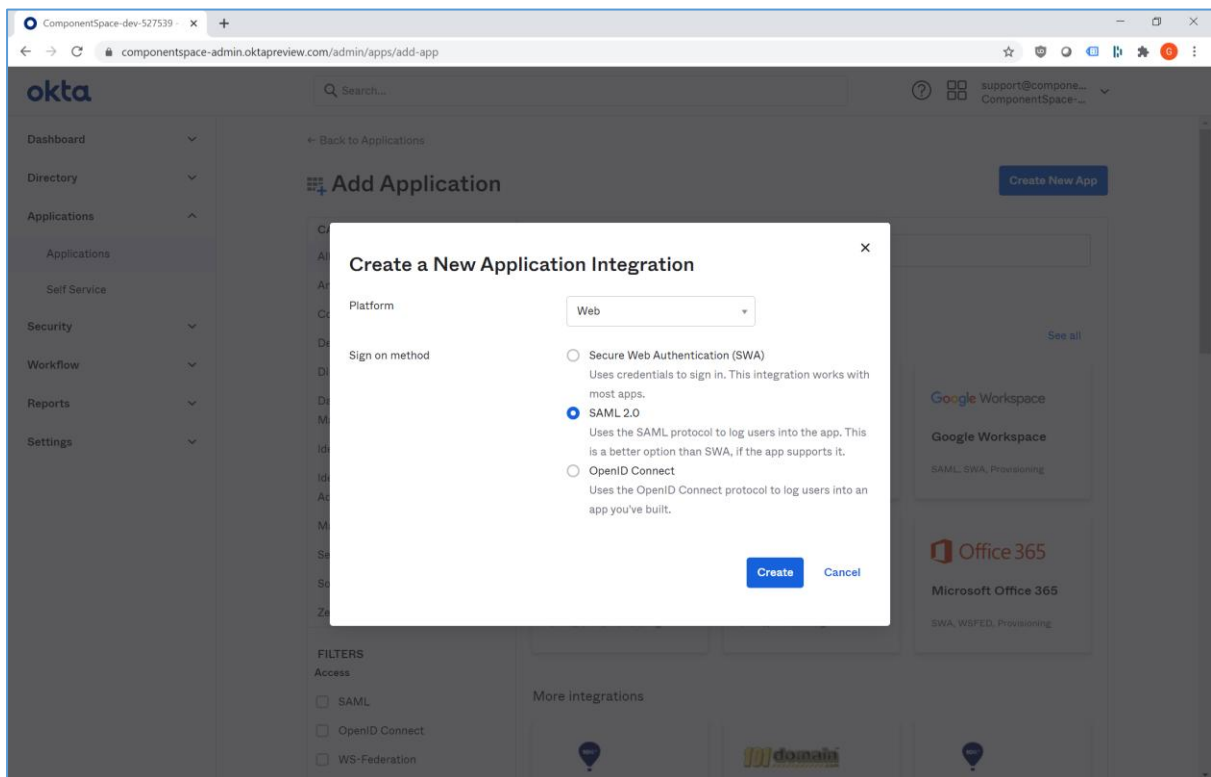 ComponentSpace-dev-527539 -
componentspace-admin.oktapreview.com/admin/apps/add-app
G
okta
Search...
support@compone...
ComponentSpace-...
Dashboard
Directory
Applications
Applications
Self Service
Security
Workflow
Reports
Settings
← Back to Applications
Add Application
Create New App
Create a New Application Integration
Platform
Web
Sign on method
Secure Web Authentication (SWA)
Uses credentials to sign in. This integration works with
most apps.
SAML 2.0
Uses the SAML protocol to log users into the app. This
is a better option than SWA, if the app supports it.
OpenID Connect
Uses the OpenID Connect protocol to log users into an
app you've built.
Create
Cancel
See all
Google Workspace
Google Workspace
SAML, SWA, Provisioning
Office 365
Microsoft Office 365
SWA, WSFED, Provisioning
FILTERS
Access
SAML
OpenID Connect
WS-Federation
More integrations
101domain